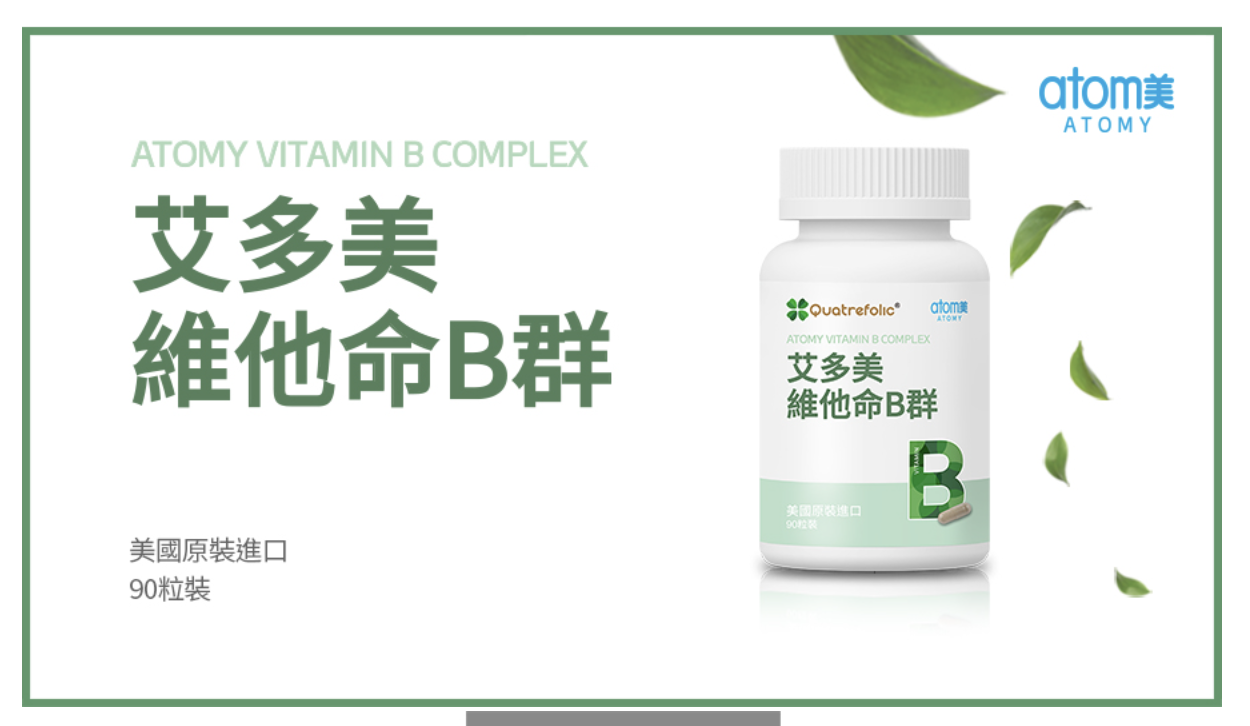 atom美
ATOMY
ATOMY VITAMIN B COMPLEX
艾多美
維他命B群
美國原裝進口
90粒裝
Quatrefolic®
atom美
ATOMY
ATOMY VITAMIN B COMPLEX
艾多美
維他命B群
VITAMIN
B
美國原裝進口
90粒裝